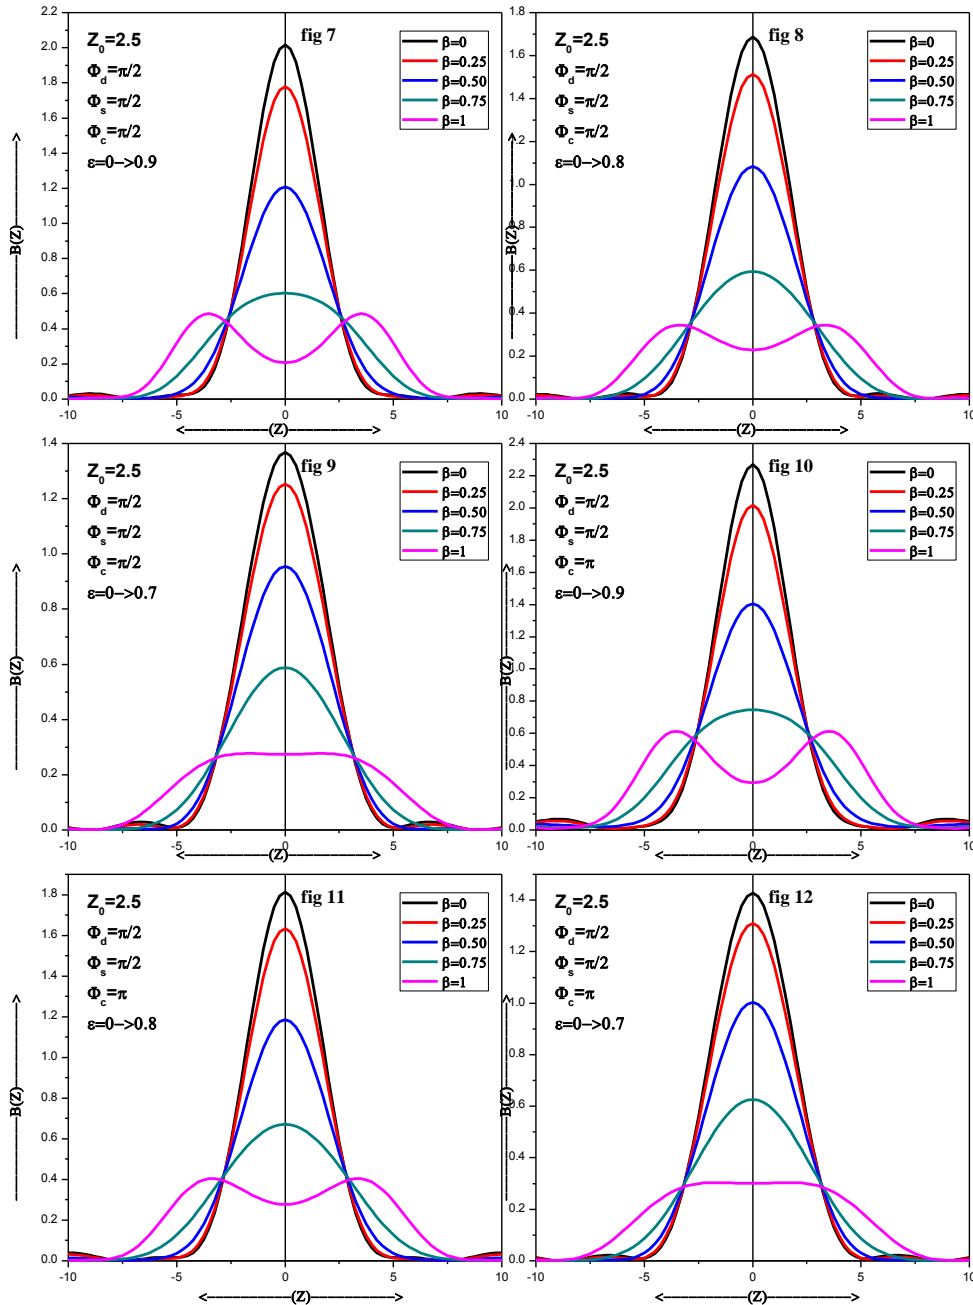 fig 7
Z0=2.5
Φd=π/2
Φs=π/2
Φc=π/2
ε=0->0.9
β=0
β=0.25
β=0.50
β=0.75
β=1
2.2
2.0
1.8
1.6
1.4
1.2
1.0
0.8
0.6
0.4
0.2
0.0
B(Z)
-10 -5 0 5 10
<(Z)>
fig 8
Z0=2.5
Φd=π/2
Φs=π/2
Φc=π/2
ε=0->0.8
β=0
β=0.25
β=0.50
β=0.75
β=1
1.8
1.6
1.4
1.2
1.0
0.8
0.6
0.4
0.2
0.0
B(Z)
-10 -5 0 5 10
<(Z)>
fig 9
Z0=2.5
Φd=π/2
Φs=π/2
Φc=π/2
ε=0->0.7
β=0
β=0.25
β=0.50
β=0.75
β=1
1.4
1.2
1.0
0.8
0.6
0.4
0.2
0.0
B(Z)
-10 -5 0 5 10
<(Z)>
fig 10
Z0=2.5
Φd=π/2
Φs=π/2
Φc=π
ε=0->0.9
β=0
β=0.25
β=0.50
β=0.75
β=1
2.4
2.2
2.0
1.8
1.6
1.4
1.2
1.0
0.8
0.6
0.4
0.2
0.0
B(Z)
-10 -5 0 5 10
<(Z)>
fig 11
Z0=2.5
Φd=π/2
Φs=π/2
Φc=π
ε=0->0.8
β=0
β=0.25
β=0.50
β=0.75
β=1
1.8
1.6
1.4
1.2
1.0
0.8
0.6
0.4
0.2
0.0
B(Z)
-10 -5 0 5 10
<(Z)>
fig 12
Z0=2.5
Φd=π/2
Φs=π/2
Φc=π
ε=0->0.7
β=0
β=0.25
β=0.50
β=0.75
β=1
1.4
1.2
1.0
0.8
0.6
0.4
0.2
0.0
B(Z)
-10 -5 0 5 10
<(Z)>